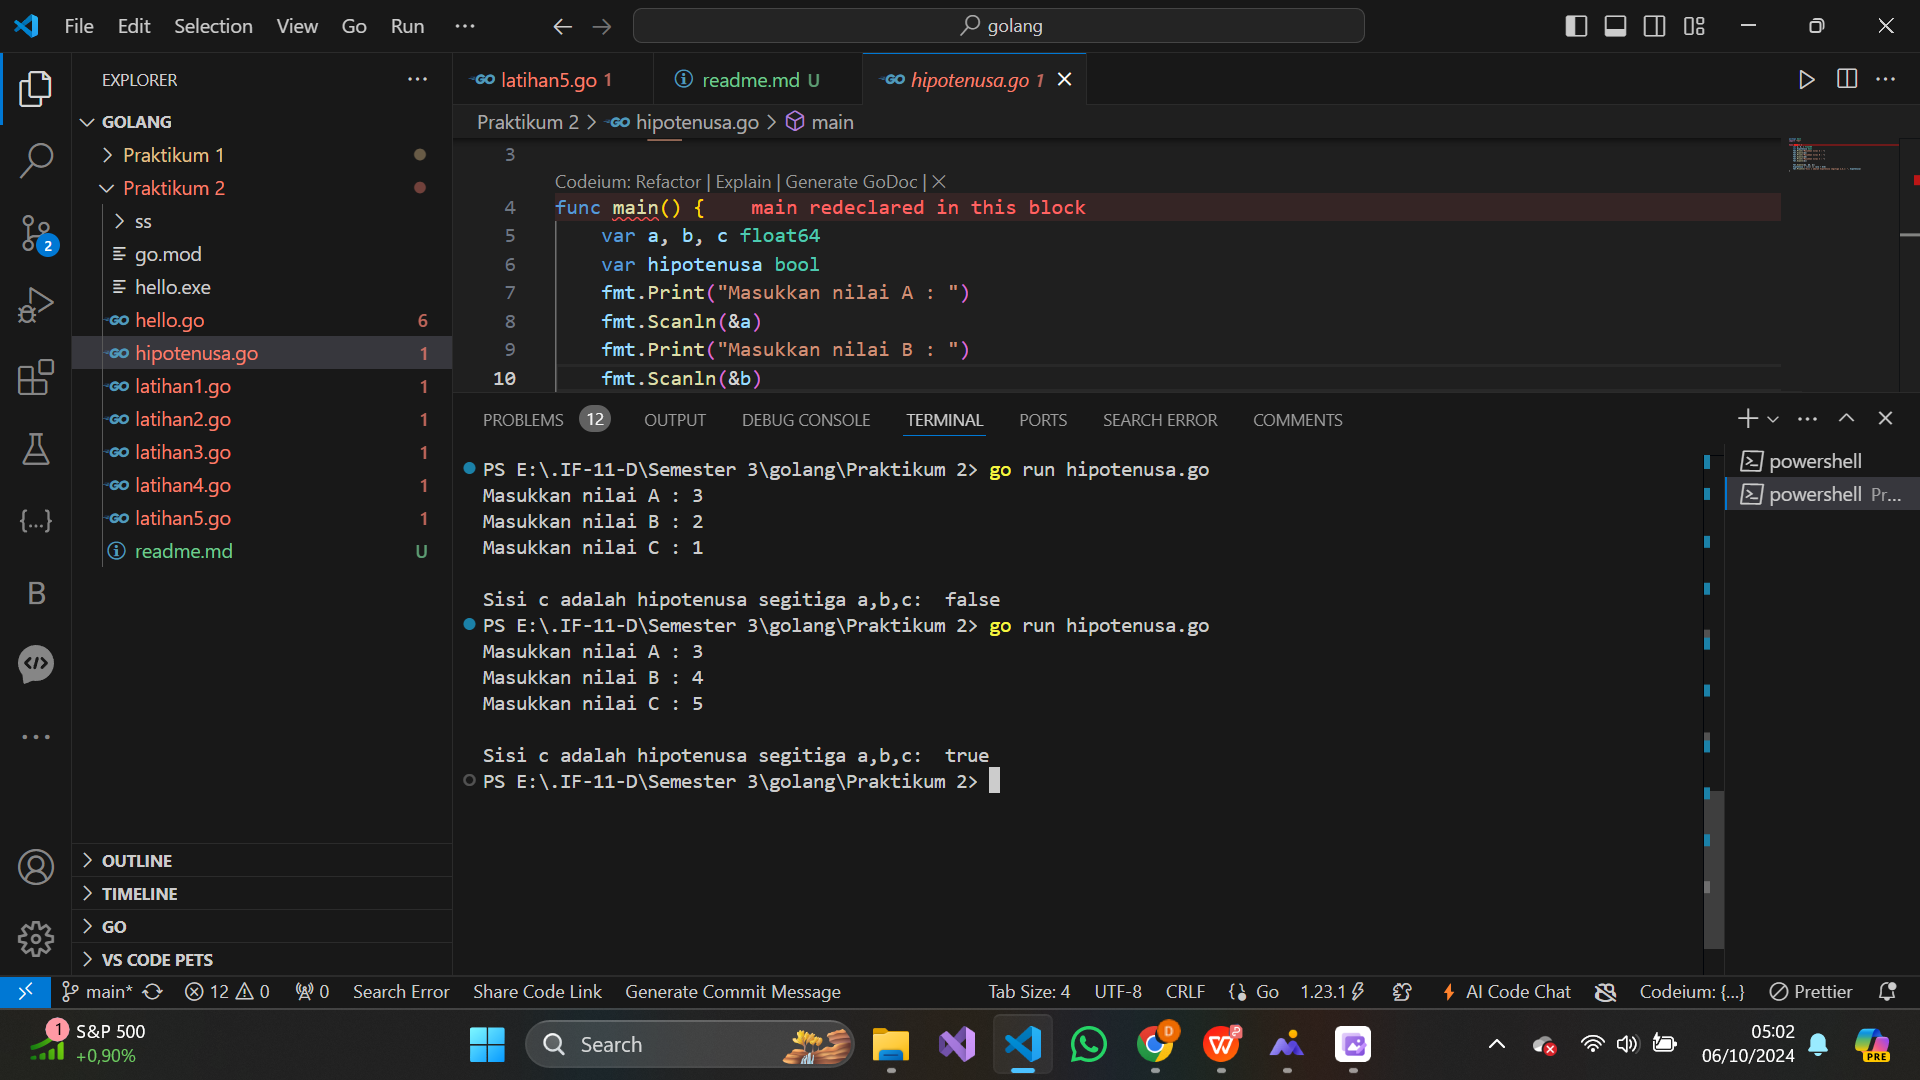 File Edit Selection View Go Run ···
golang
EXPLORER
GOLANG
Praktikum 1
Praktikum 2
ss
go.mod
hello.exe
hello.go 6
hipotenusa.go 1
latihan1.go 1
latihan2.go 1
latihan3.go 1
latihan4.go 1
latihan5.go 1
readme.md U
OUTLINE
TIMELINE
GO
VS CODE PETS
latihan5.go 1 readme.md U hipotenusa.go 1
Praktikum 2 > hipotenusa.go > main
3
Codeium: Refactor | Explain | Generate GoDoc | ×
4 func main() { main redeclared in this block
5 var a, b, c float64
6 var hipotenusa bool
7 fmt.Print("Masukkan nilai A : ")
8 fmt.Scanln(&a)
9 fmt.Print("Masukkan nilai B : ")
10 fmt.Scanln(&b)
PROBLEMS 12 OUTPUT DEBUG CONSOLE TERMINAL PORTS SEARCH ERROR COMMENTS
PS E:\.IF-11-D\Semester 3\golang\Praktikum 2> go run hipotenusa.go
Masukkan nilai A : 3
Masukkan nilai B : 2
Masukkan nilai C : 1
Sisi c adalah hipotenusa segitiga a,b,c:  false
PS E:\.IF-11-D\Semester 3\golang\Praktikum 2> go run hipotenusa.go
Masukkan nilai A : 3
Masukkan nilai B : 4
Masukkan nilai C : 5
Sisi c adalah hipotenusa segitiga a,b,c:  true
PS E:\.IF-11-D\Semester 3\golang\Praktikum 2>
powershell
powershell Pr...
2
B
main* 12 0 0 Search Error Share Code Link Generate Commit Message Tab Size: 4 UTF-8 CRLF Go 1.23.1 AI Code Chat Codeium: {...} Prettier
1 S&P 500
+0,90%
Search
D
W
PRE
05:02
06/10/2024